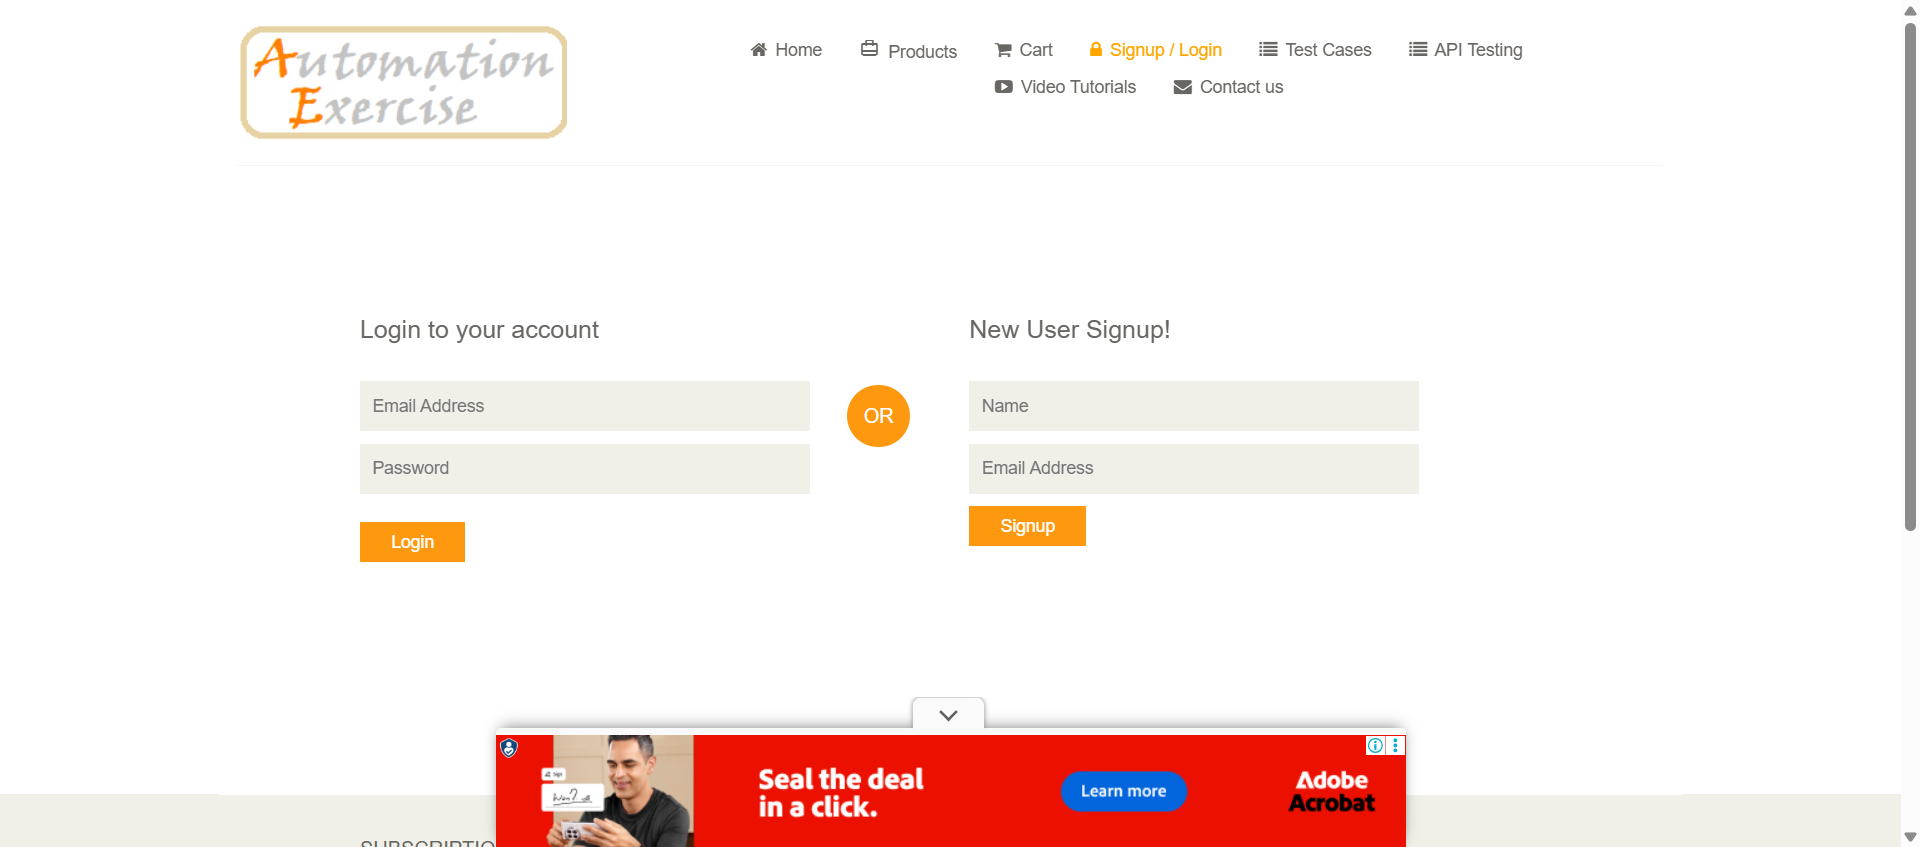 Automation
Exercise
Home
Products
Cart
Signup / Login
Test Cases
API Testing
Video Tutorials
Contact us
Login to your account
New User Signup!
Email Address
OR
Name
Password
Email Address
Login
Signup
Seal the deal
in a click.
Learn more
Adobe
Acrobat
Sign